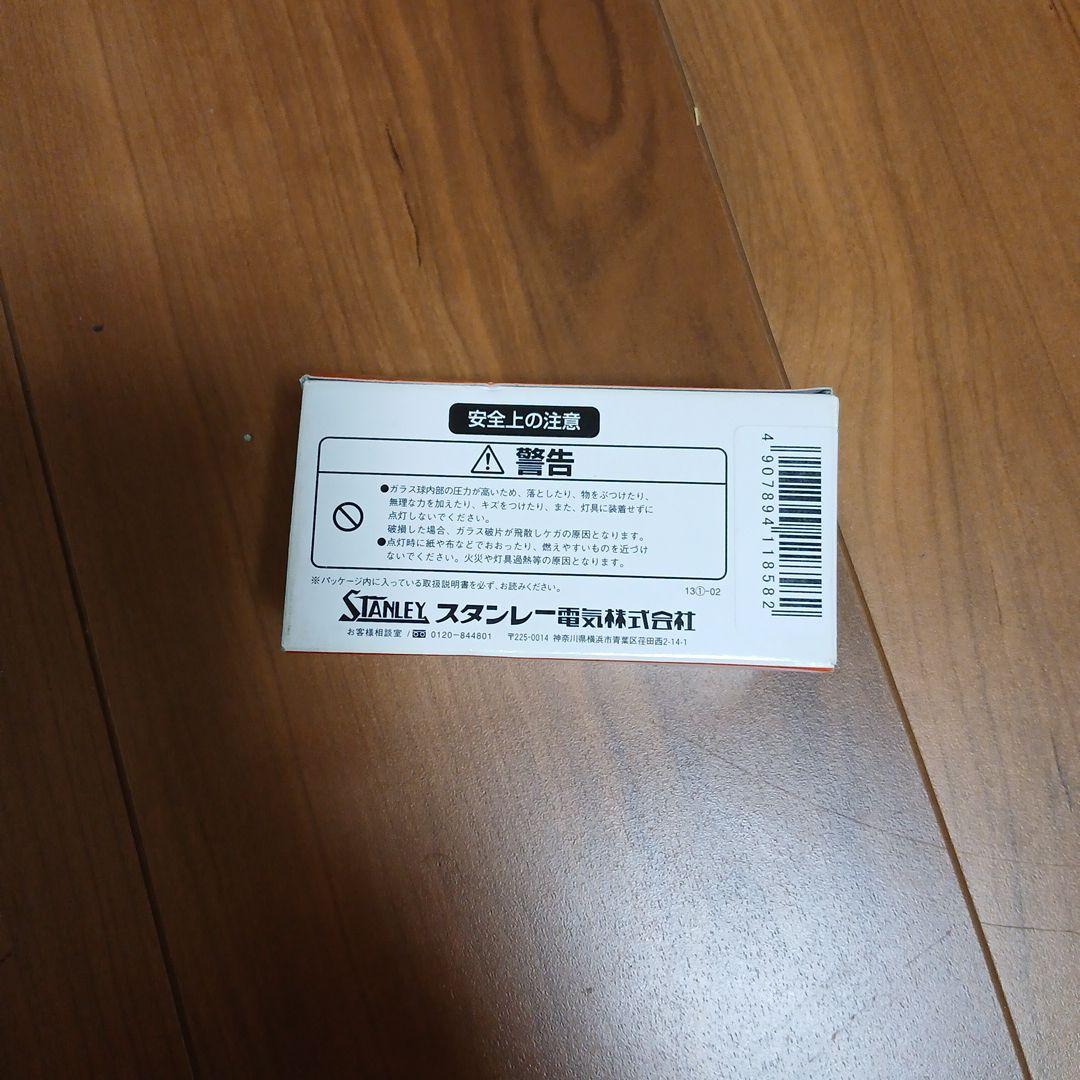 安全上の注意
警告
●ガラス球内部の圧力が高いため、落としたり、物をぶつけたり、
無理な力を加えたり、キズをつけたり、また、灯具に装着せずに
点灯しないでください。
破損した場合、ガラス破片が飛散しケガの原因となります。
●点灯時に紙や布などでおおったり、燃えやすいものを近づけ
ないでください。火災や灯具過熱等の原因となります。
※パッケージ内に入っている取扱説明書を必ず、お読みください。
13①-02
STANLEY スタンレー電気株式会社
お客様相談室 / 0120-844801 〒225-0014 神奈川県横浜市青葉区荏田西2-14-1
4 907894 118582